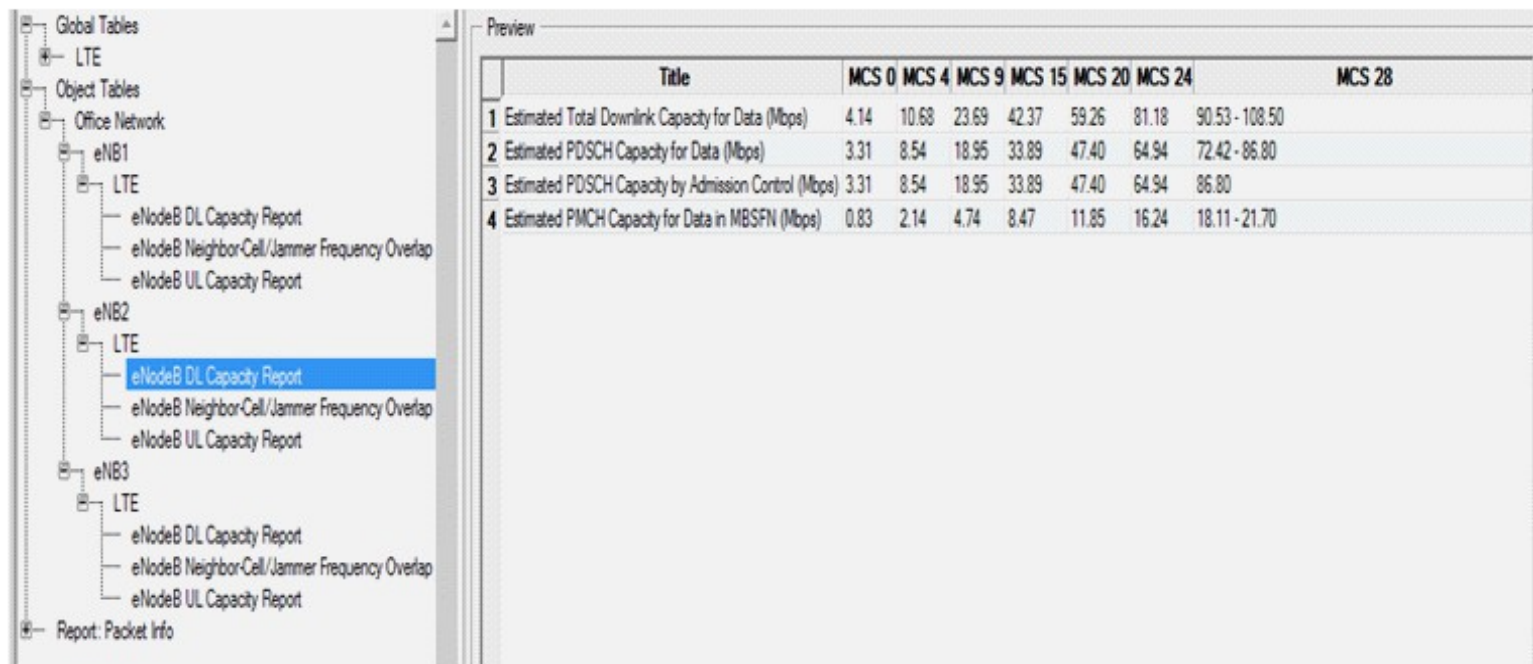 Global Tables
LTE
Object Tables
Office Network
eNB1
LTE
eNodeB DL Capacity Report
eNodeB Neighbor-Cell/Jammer Frequency Overlap
eNodeB UL Capacity Report
eNB2
LTE
eNodeB DL Capacity Report
eNodeB Neighbor-Cell/Jammer Frequency Overlap
eNodeB UL Capacity Report
eNB3
LTE
eNodeB DL Capacity Report
eNodeB Neighbor-Cell/Jammer Frequency Overlap
eNodeB UL Capacity Report
Report: Packet Info
Preview
Title MCS 0 MCS 4 MCS 9 MCS 15 MCS 20 MCS 24 MCS 28
1 Estimated Total Downlink Capacity for Data (Mbps) 4.14 10.68 23.69 42.37 59.26 81.18 90.53 - 108.50
2 Estimated PDSCH Capacity for Data (Mbps) 3.31 8.54 18.95 33.89 47.40 64.94 72.42 - 86.80
3 Estimated PDSCH Capacity by Admission Control (Mbps) 3.31 8.54 18.95 33.89 47.40 64.94 86.80
4 Estimated PMCH Capacity for Data in MBSFN (Mbps) 0.83 2.14 4.74 8.47 11.85 16.24 18.11 - 21.70